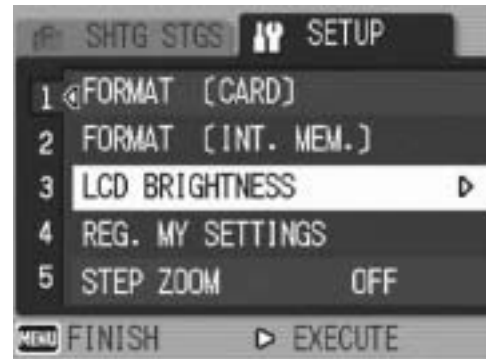 SHTG STGS SETUP
1 FORMAT [CARD]
2 FORMAT [INT. MEM.]
3 LCD BRIGHTNESS
4 REG. MY SETTINGS
5 STEP ZOOM OFF
MENU FINISH EXECUTE